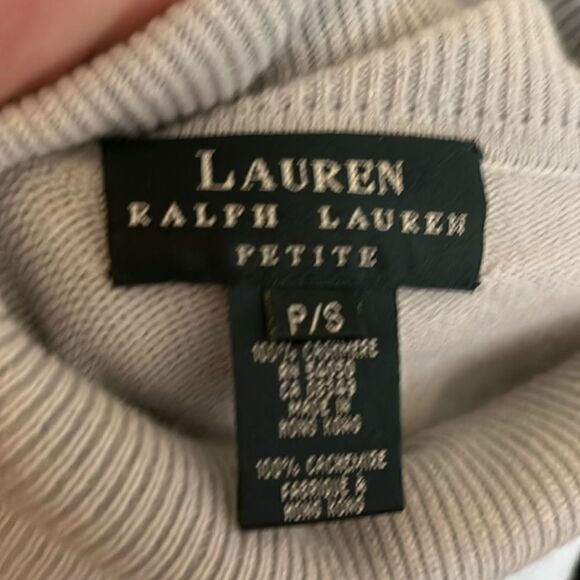 LAUREN
RALPH LAUREN
PETITE
P/S
100% CASHMERE
MADE IN
HONG KONG
100% CACHEMIRE
FABRIQUE A
HONG KONG